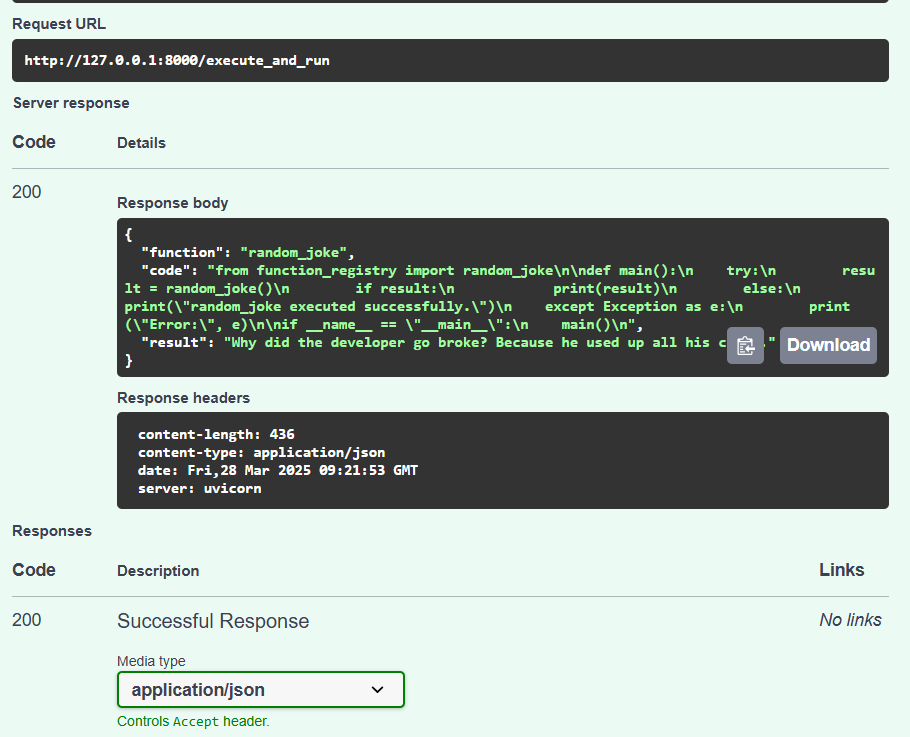 Request URL
http://127.0.0.1:8000/execute_and_run
Server response
Code Details
200
Response body
{
"function": "random_joke",
"code": "from function_registry import random_joke\n\ndef main():\n    try:\n        resu
lt = random_joke()\n        if result:\n            print(result)\n        else:\n
print(\"random_joke executed successfully.\")\n    except Exception as e:\n        print
(\"Error:\", e)\n\nif __name__ == \"__main__\":\n    main()\n",
"result": "Why did the developer go broke? Because he used up all his "
}
Download
Response headers
content-length: 436
content-type: application/json
date: Fri,28 Mar 2025 09:21:53 GMT
server: uvicorn
Responses
Code Description Links
200 Successful Response No links
Media type
application/json
Controls Accept header.